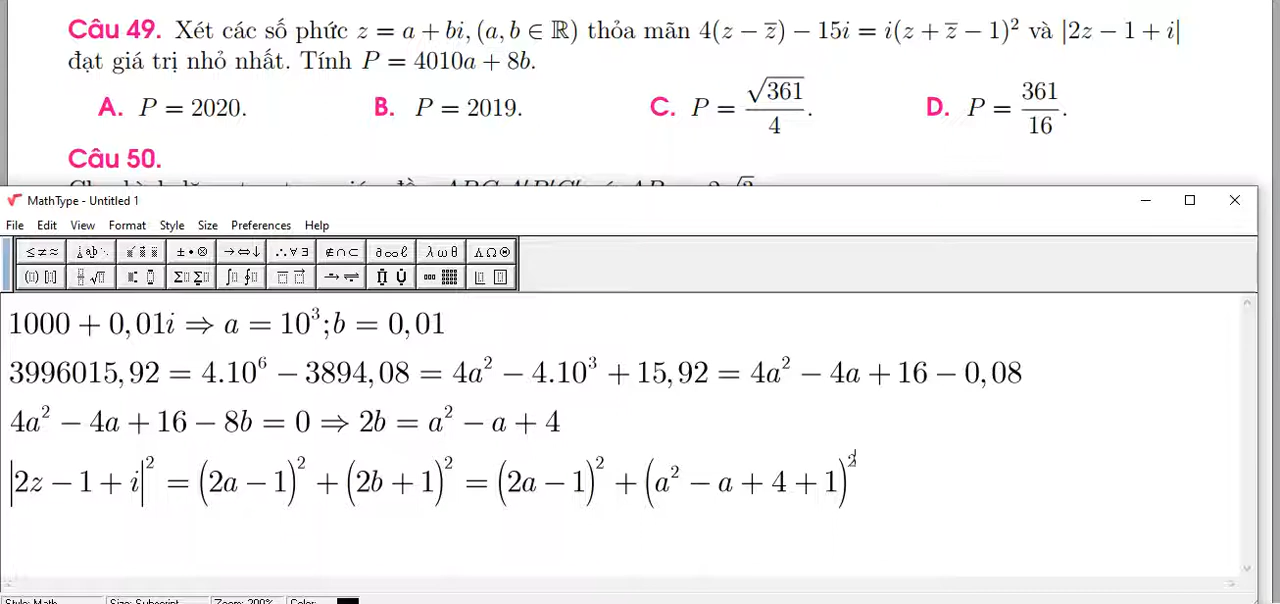 Câu 49. Xét các số phức z = a + bi, (a, b ∈ ℝ) thỏa mãn 4(z − z̅) − 15i = i(z + z̅ − 1)² và |2z − 1 + i|
đạt giá trị nhỏ nhất. Tính P = 4010a + 8b.
A. P = 2020. B. P = 2019. C. P = √361/4. D. P = 361/16.
Câu 50.
MathType - Untitled 1
File Edit View Format Style Size Preferences Help
1000 + 0,01i ⇒ a = 10³; b = 0,01
3996015,92 = 4.10⁶ − 3894,08 = 4a² − 4.10³ + 15,92 = 4a² − 4a + 16 − 0,08
4a² − 4a + 16 − 8b = 0 ⇒ 2b = a² − a + 4
|2z − 1 + i|² = (2a − 1)² + (2b + 1)² = (2a − 1)² + (a² − a + 4 + 1)²